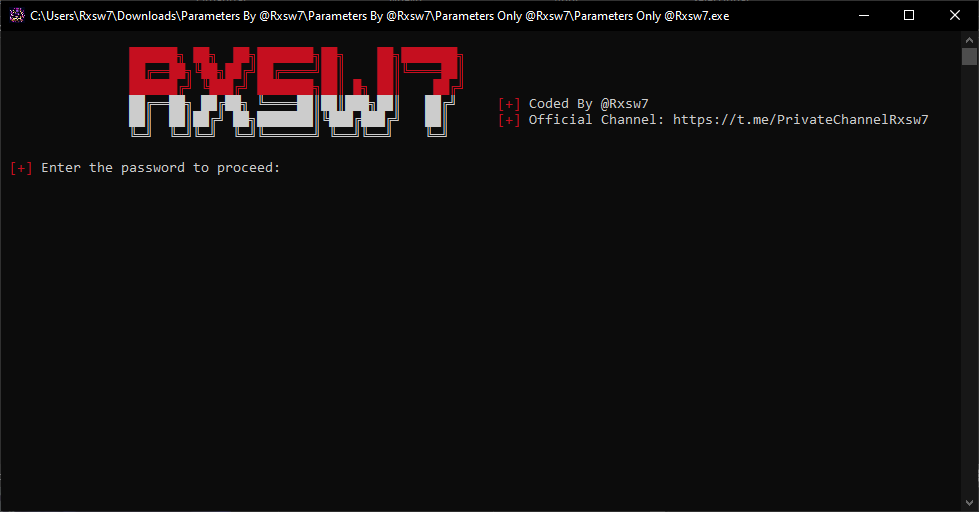 C:\Users\Rxsw7\Downloads\Parameters By @Rxsw7\Parameters By @Rxsw7\Parameters Only @Rxsw7\Parameters Only @Rxsw7.exe
RXSW7
[+] Coded By @Rxsw7
[+] Official Channel: https://t.me/PrivateChannelRxsw7
[+] Enter the password to proceed: